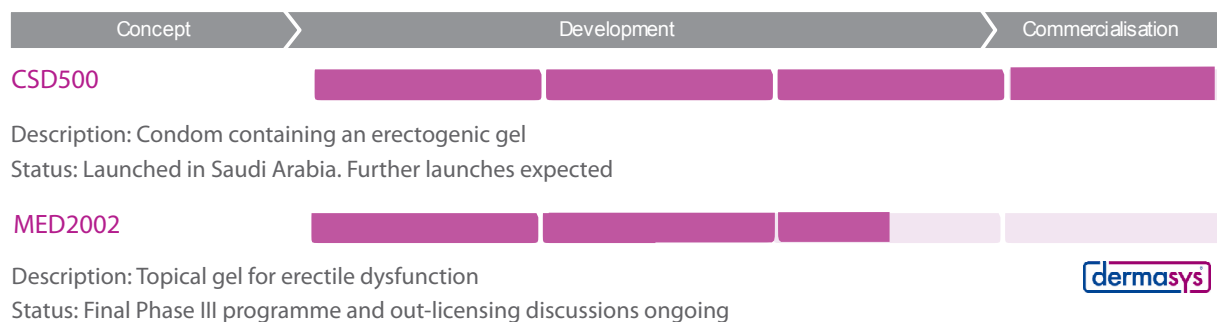 Concept Development Commercialisation
CSD500
Description: Condom containing an erectogenic gel
Status: Launched in Saudi Arabia. Further launches expected
MED2002
Description: Topical gel for erectile dysfunction
dermasys
Status: Final Phase III programme and out-licensing discussions ongoing